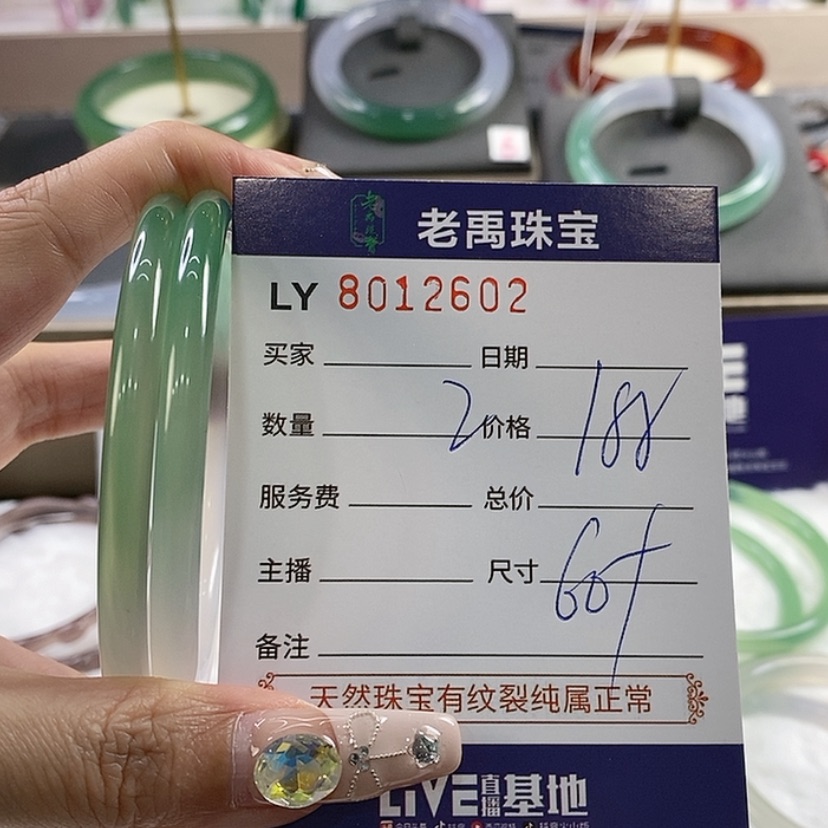 老禹珠宝
LY 8012602
买家 日期
数量 2 价格 188
服务费 总价
主播 尺寸 60+
备注
天然珠宝有纹裂纯属正常
LIVE直播基地